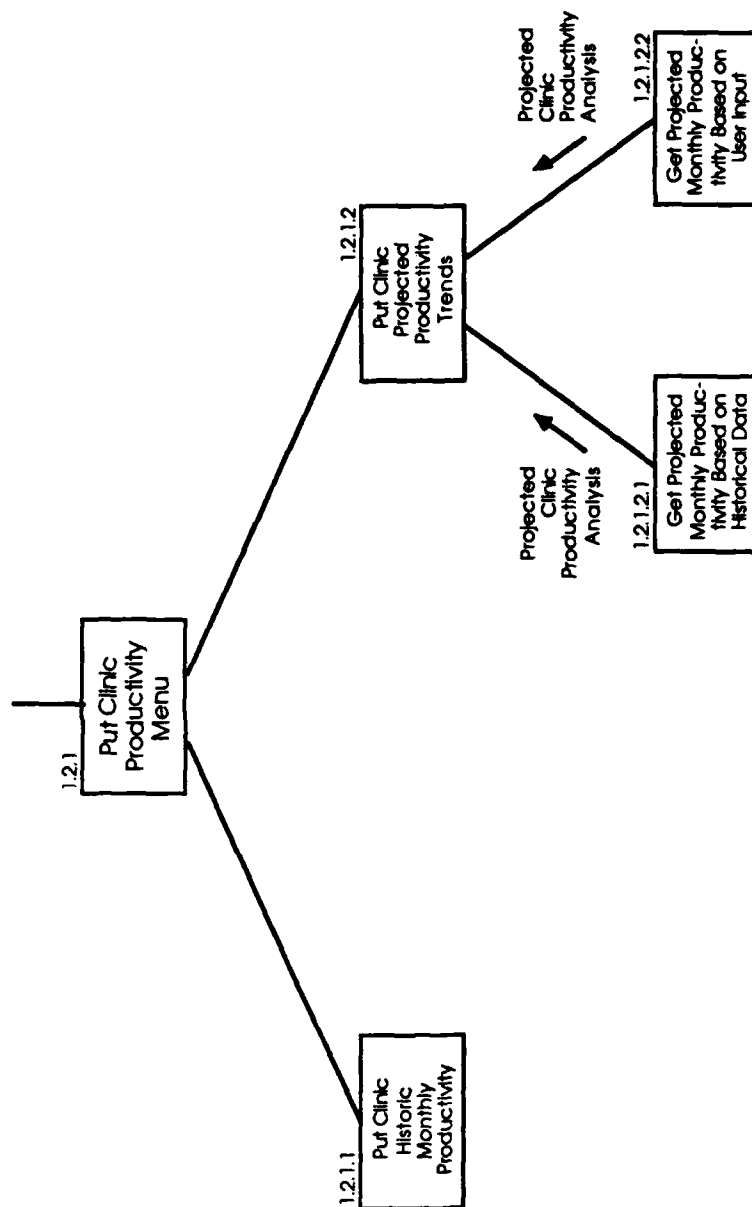 1.2.1
Put Clinic
Productivity
Menu
1.2.1.1
Put Clinic
Historic
Monthly
Productivity
1.2.1.2
Put Clinic
Projected
Productivity
Trends
Projected
Clinic
Productivity
Analysis
Projected
Clinic
Productivity
Analysis
1.2.1.2.1
Get Projected
Monthly Produc-
tivity Based on
Historical Data
1.2.1.2.2
Get Projected
Monthly Produc-
tivity Based on
User Input